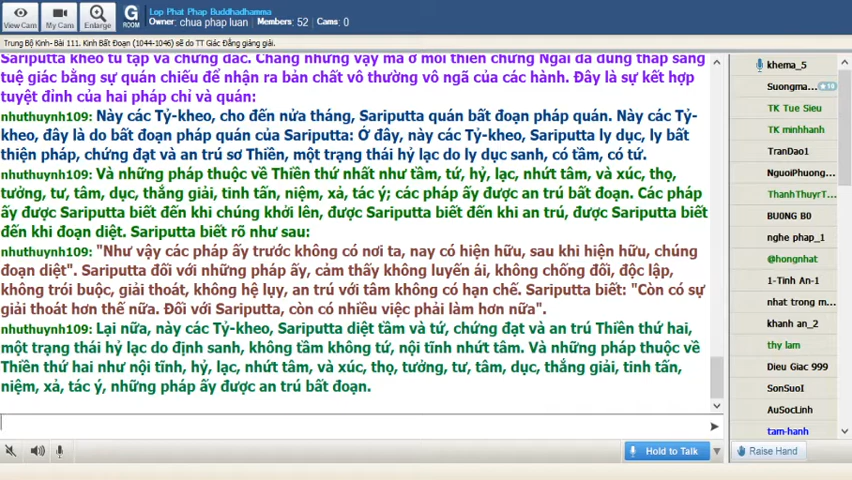 Lop Phat Phap Buddhadhamma
Owner: chua phap luan Members: 52 Cams: 0
View Cam My Cam Enlarge G ROOM
Trung Bộ Kinh- Bài 111. Kinh Bất Đoạn (1044-1046) sẽ do TT Giác Đẳng giảng giải.
Sariputta khéo tu tập và chứng đắc. Chẳng những vậy mà ở mỗi thiền chứng Ngài đã dùng thắp sáng
tuệ giác bằng sự quán chiếu để nhận ra bản chất vô thường vô ngã của các hành. Đây là sự kết hợp
tuyệt đỉnh của hai pháp chỉ và quán:
nhuthuynh109: Này các Tỷ-kheo, cho đến nửa tháng, Sariputta quán bất đoạn pháp quán. Này các Tỷ-
kheo, đây là do bất đoạn pháp quán của Sariputta: Ở đây, này các Tỷ-kheo, Sariputta ly dục, ly bất
thiện pháp, chứng đạt và an trú sơ Thiền, một trạng thái hỷ lạc do ly dục sanh, có tầm, có tứ.
nhuthuynh109: Và những pháp thuộc về Thiền thứ nhất như tầm, tứ, hỷ, lạc, nhứt tâm, và xúc, thọ,
tưởng, tư, tâm, dục, thắng giải, tinh tấn, niệm, xả, tác ý; các pháp ấy được an trú bất đoạn. Các pháp
ấy được Sariputta biết đến khi chúng khởi lên, được Sariputta biết đến khi an trú, được Sariputta biết
đến khi đoạn diệt. Sariputta biết rõ như sau:
nhuthuynh109: "Như vậy các pháp ấy trước không có nơi ta, nay có hiện hữu, sau khi hiện hữu, chúng
đoạn diệt". Sariputta đối với những pháp ấy, cảm thấy không luyến ái, không chống đối, độc lập,
không trói buộc, giải thoát, không hệ lụy, an trú với tâm không có hạn chế. Sariputta biết: "Còn có sự
giải thoát hơn thế nữa. Đối với Sariputta, còn có nhiều việc phải làm hơn nữa".
nhuthuynh109: Lại nữa, này các Tỷ-kheo, Sariputta diệt tầm và tứ, chứng đạt và an trú Thiền thứ hai,
một trạng thái hỷ lạc do định sanh, không tầm không tứ, nội tĩnh nhứt tâm. Và những pháp thuộc về
Thiền thứ hai như nội tĩnh, hỷ, lạc, nhứt tâm, và xúc, thọ, tưởng, tư, tâm, dục, thắng giải, tinh tấn,
niệm, xả, tác ý, những pháp ấy được an trú bất đoạn.
Hold to Talk
khema_5
Suongma... 10
TK Tue Sieu
TK minhhanh
TranDao1
NguoiPhuong...
ThanhThuyrT...
BUONG BO
nghe phap_1
@hongnhat
1-Tinh An-1
nhat trong m...
khanh an_2
thy lam
Dieu Giac 999
SonSuoI
AuSocLinh
tam-hanh
Raise Hand